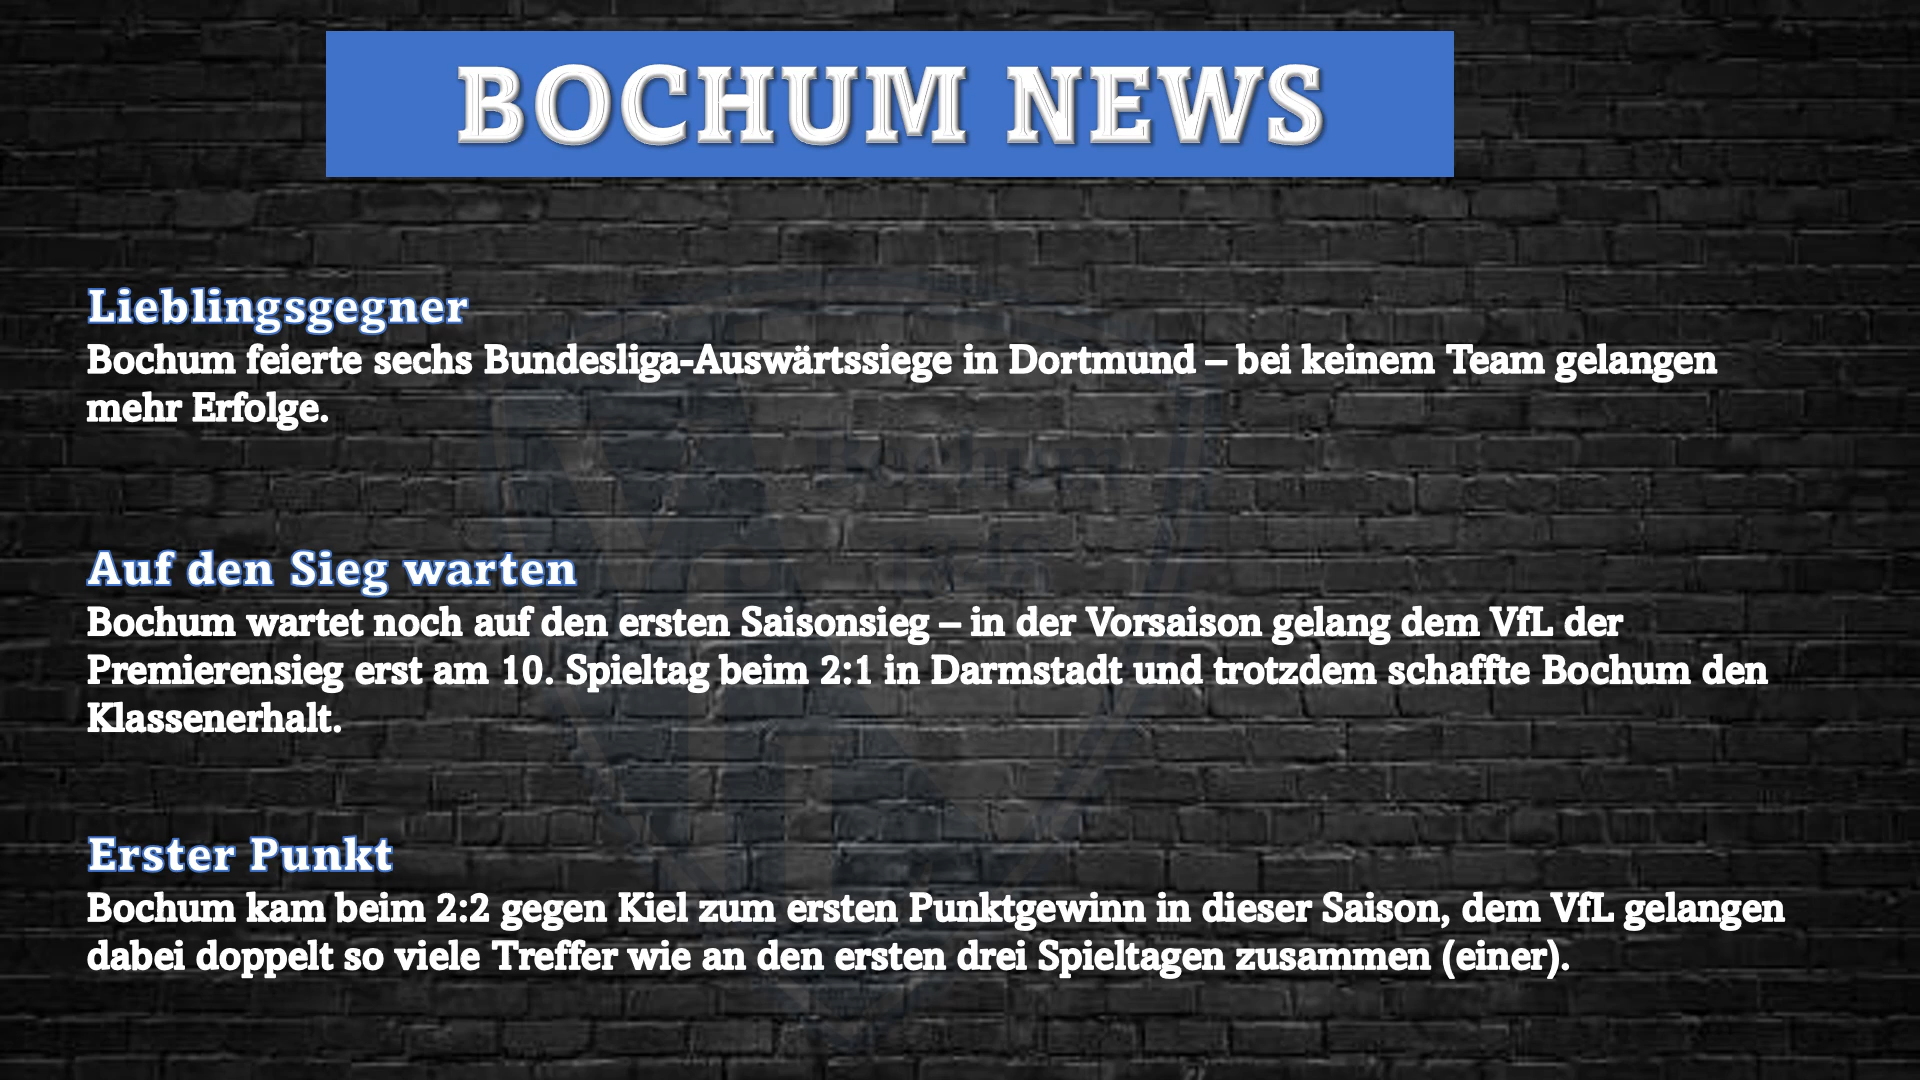 BOCHUM NEWS
Lieblingsgegner
Bochum feierte sechs Bundesliga-Auswärtssiege in Dortmund – bei keinem Team gelangen
mehr Erfolge.
Auf den Sieg warten
Bochum wartet noch auf den ersten Saisonsieg – in der Vorsaison gelang dem VfL der
Premierensieg erst am 10. Spieltag beim 2:1 in Darmstadt und trotzdem schaffte Bochum den
Klassenerhalt.
Erster Punkt
Bochum kam beim 2:2 gegen Kiel zum ersten Punktgewinn in dieser Saison, dem VfL gelangen
dabei doppelt so viele Treffer wie an den ersten drei Spieltagen zusammen (einer).